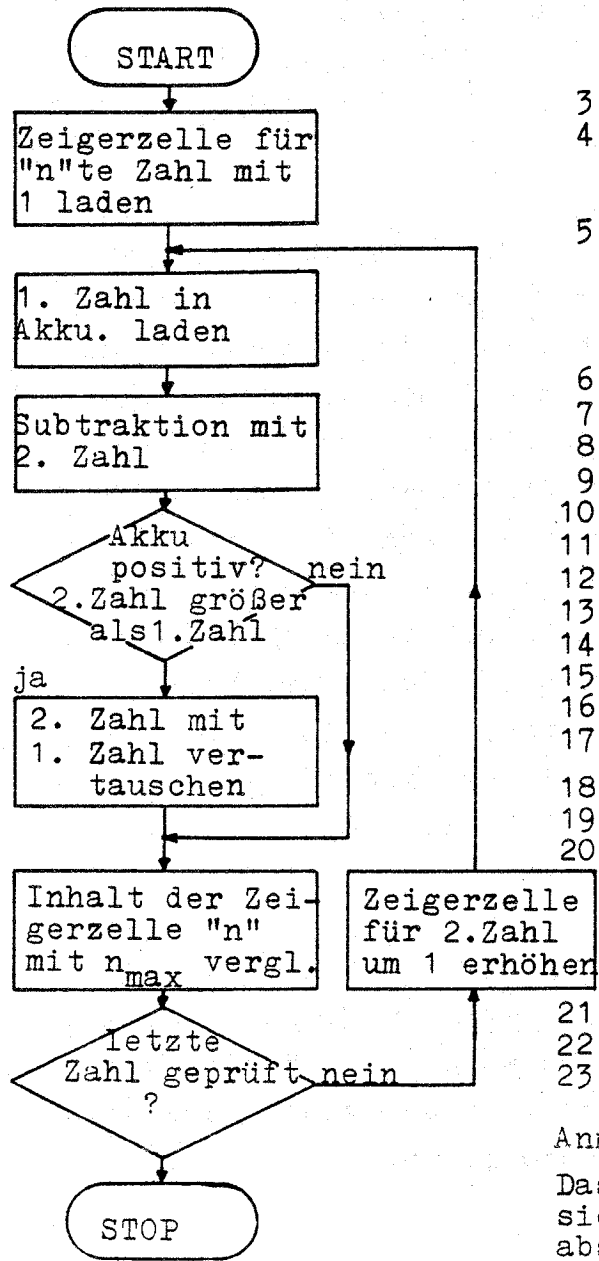 START
Zeigerzelle für
"n"te Zahl mit
1 laden
1. Zahl in
Akku. laden
Subtraktion mit
2. Zahl
Akku
positiv?
2.Zahl größer
als1.Zahl
nein
ja
2. Zahl mit
1. Zahl ver-
tauschen
Inhalt der Zei-
gerzelle "n"
mit nmax vergl.
Zeigerzelle
für 2.Zahl
um 1 erhöhen
letzte
Zahl geprüft
?
nein
STOP
3
4
5
6
7
8
9
10
11
12
13
14
15
16
17
18
19
20
21
22
23